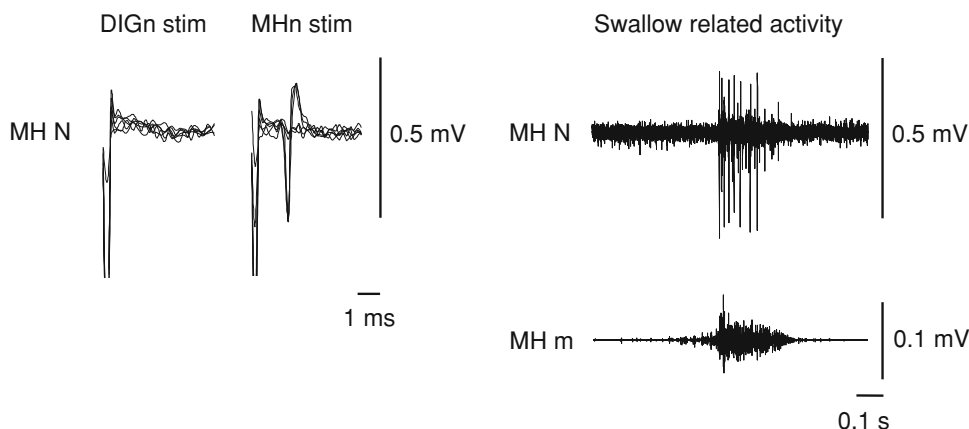 DIGn stim
MHn stim
Swallow related activity
MH N
0.5 mV
MH N
0.5 mV
1 ms
MH m
0.1 mV
0.1 s